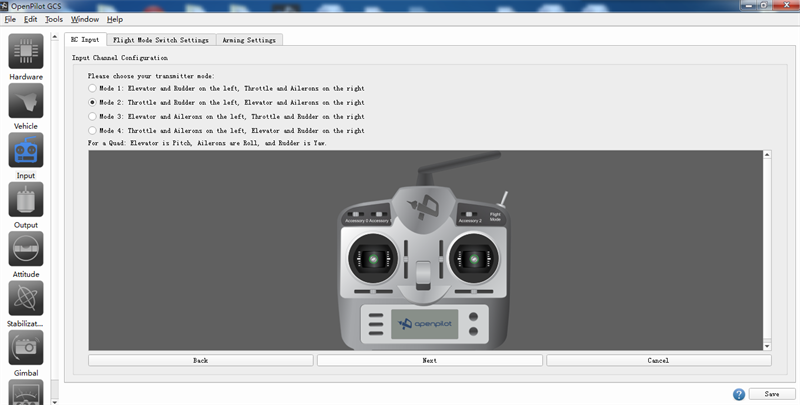 OpenPilot GCS
File Edit Tools Window Help
RC Input Flight Mode Switch Settings Arming Settings
Input Channel Configuration
Please choose your transmitter mode:
Mode 1: Elevator and Rudder on the left, Throttle and Ailerons on the right
Mode 2: Throttle and Rudder on the left, Elevator and Ailerons on the right
Mode 3: Elevator and Ailerons on the left, Throttle and Rudder on the right
Mode 4: Throttle and Ailerons on the left, Elevator and Rudder on the right
For a Quad: Elevator is Pitch, Ailerons are Roll, and Rudder is Yaw.
Hardware
Vehicle
Input
Output
Attitude
Stabilizat...
Gimbal
Accessory 0 Accessory 1
Accessory 2
Flight
Mode
openpilot
Back Next Cancel
Save